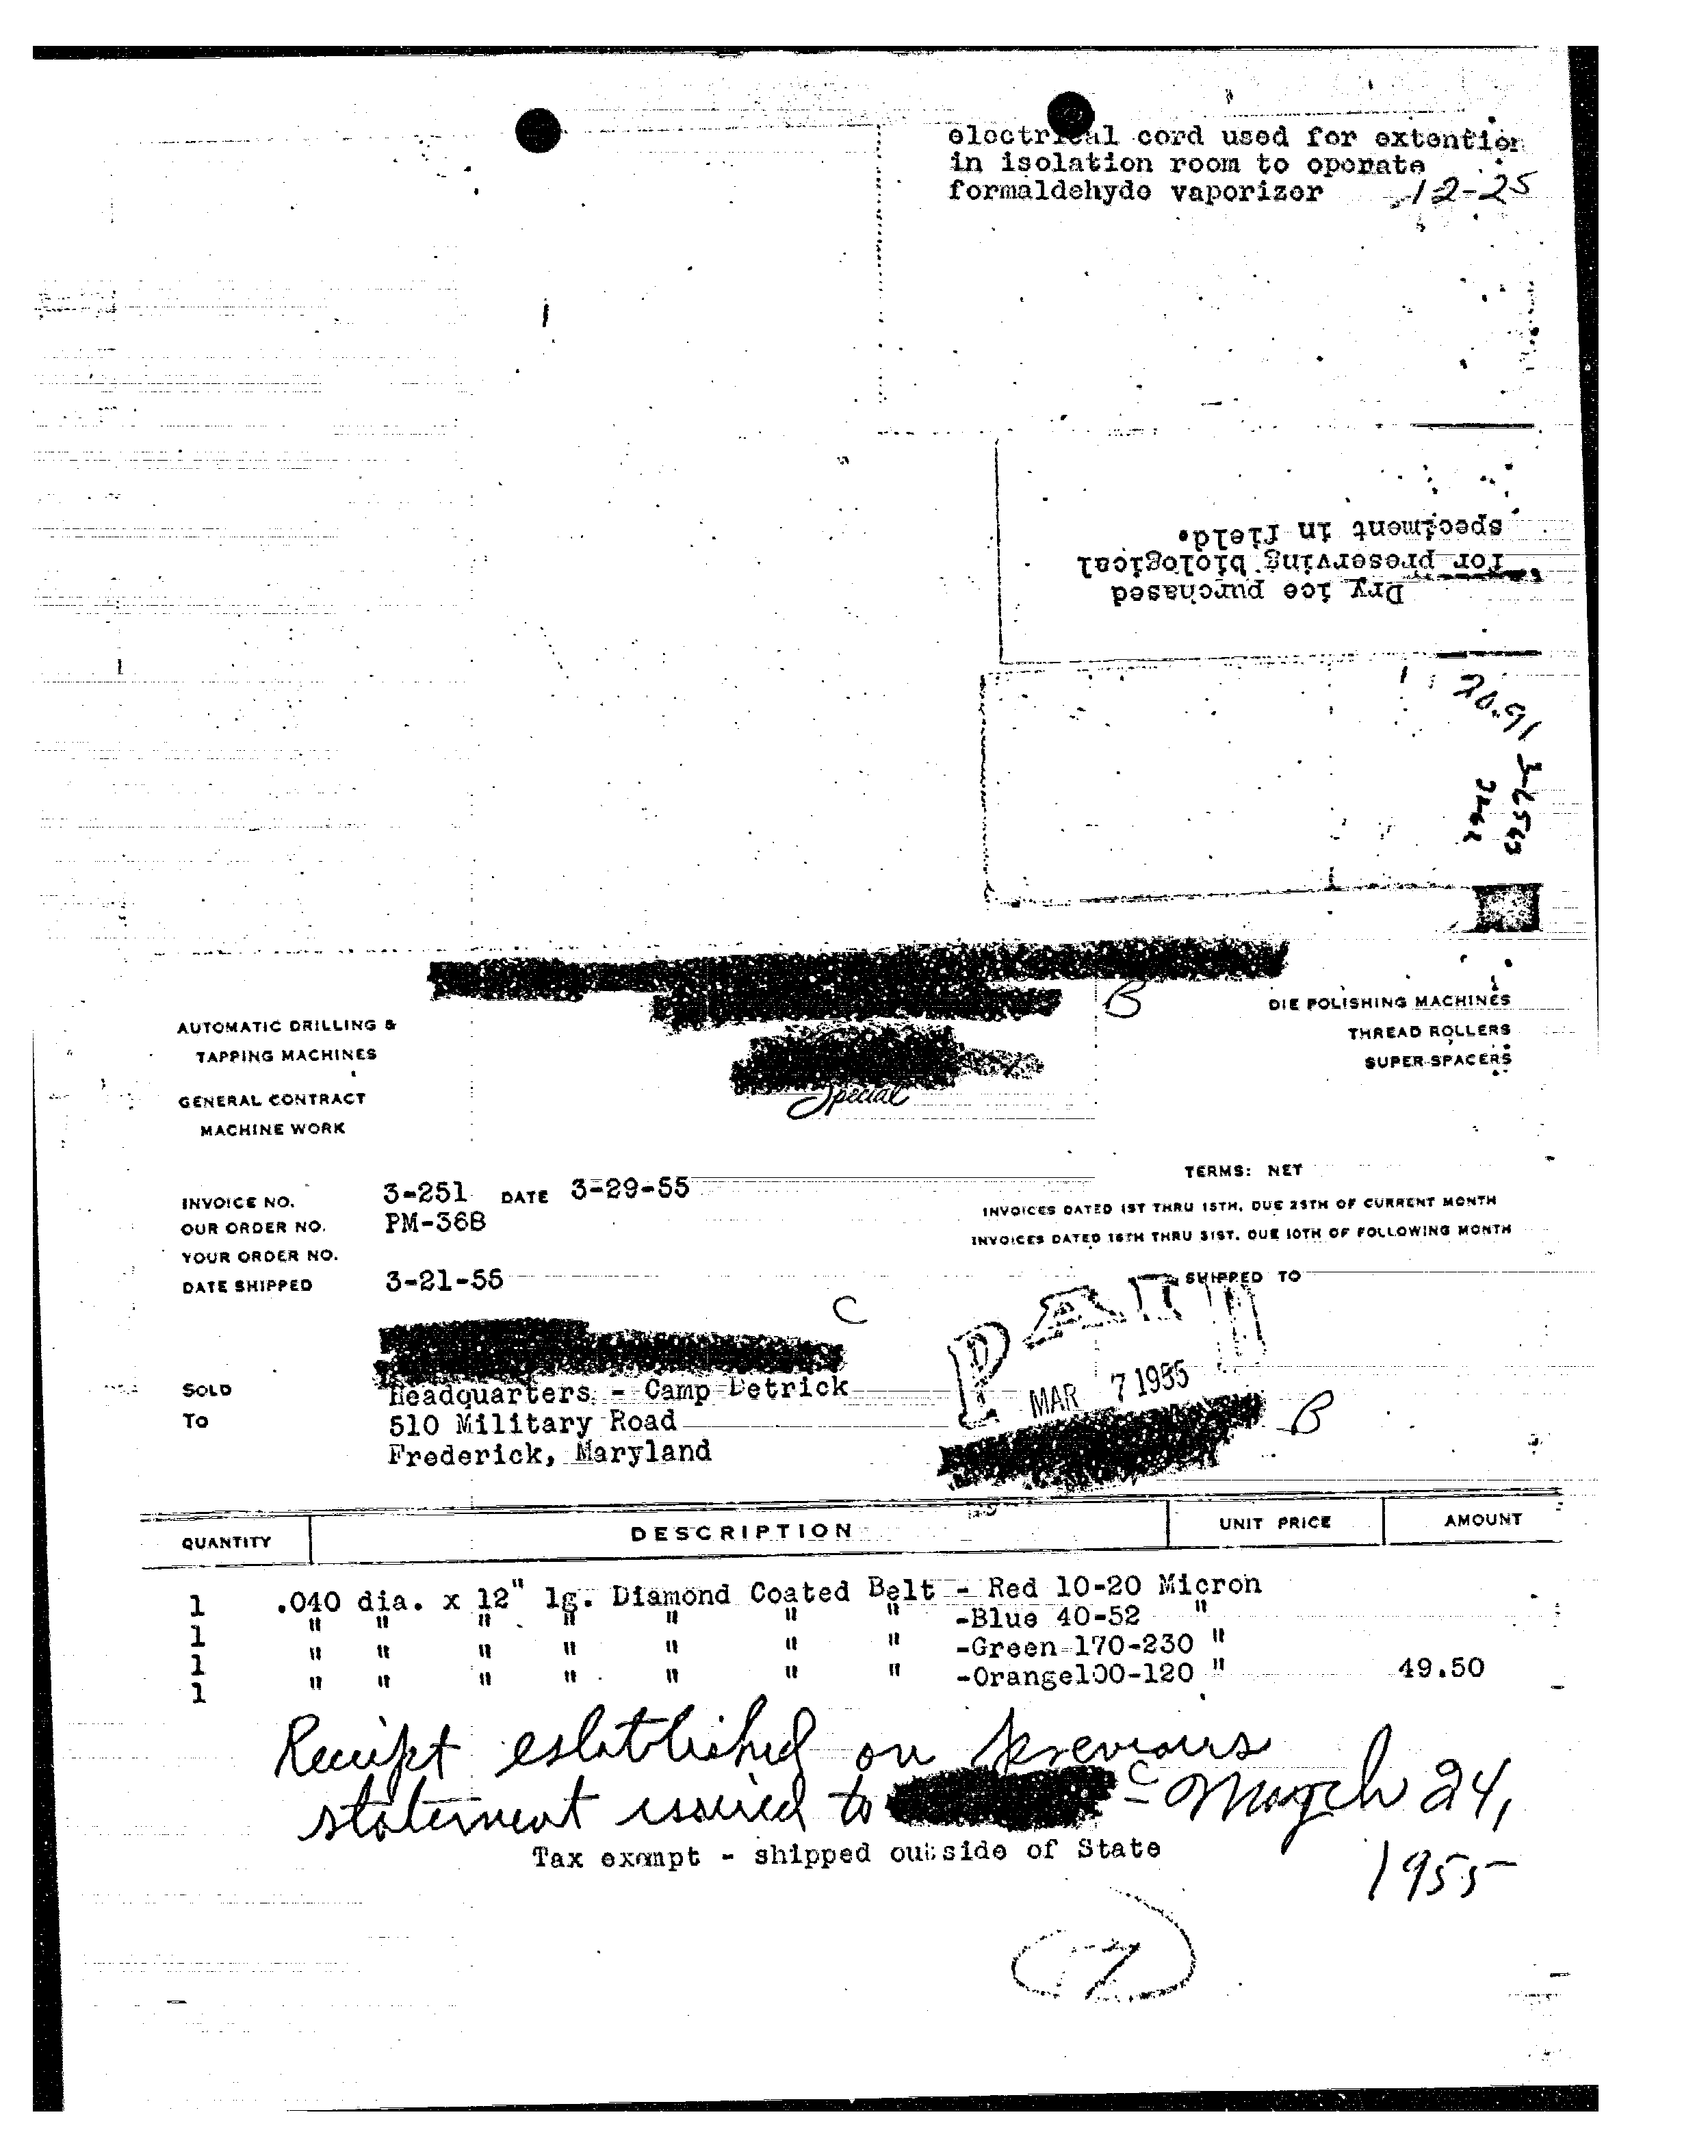 electrical cord used for extention
in isolation room to operate
formaldehyde vaporizer 12-25
Dry ice purchased
for preserving biological
speciment in field.
20.91
B
DIE POLISHING MACHINES
THREAD ROLLERS
SUPER-SPACERS
AUTOMATIC DRILLING &
TAPPING MACHINES
GENERAL CONTRACT
MACHINE WORK
Special
TERMS: NET
INVOICES DATED 1ST THRU 15TH, DUE 25TH OF CURRENT MONTH
INVOICES DATED 16TH THRU 31ST, DUE 10TH OF FOLLOWING MONTH
INVOICE NO. 3-251 DATE 3-29-55
OUR ORDER NO. PM-36B
YOUR ORDER NO.
DATE SHIPPED 3-21-55
SHIPPED TO
C
PAID
MAR 7 1955
B
SOLD
TO
Headquarters - Camp Detrick
510 Military Road
Frederick, Maryland
QUANTITY DESCRIPTION UNIT PRICE AMOUNT
1 .040 dia. x 12" lg. Diamond Coated Belt - Red 10-20 Micron
1 " " " " " " " -Blue 40-52 "
1 " " " " " " " -Green 170-230 "
1 " " " " " " " -Orange100-120 " 49.50
Receipt established on previous
statement issued to C - March 24,
1955
Tax exempt - shipped outside of State